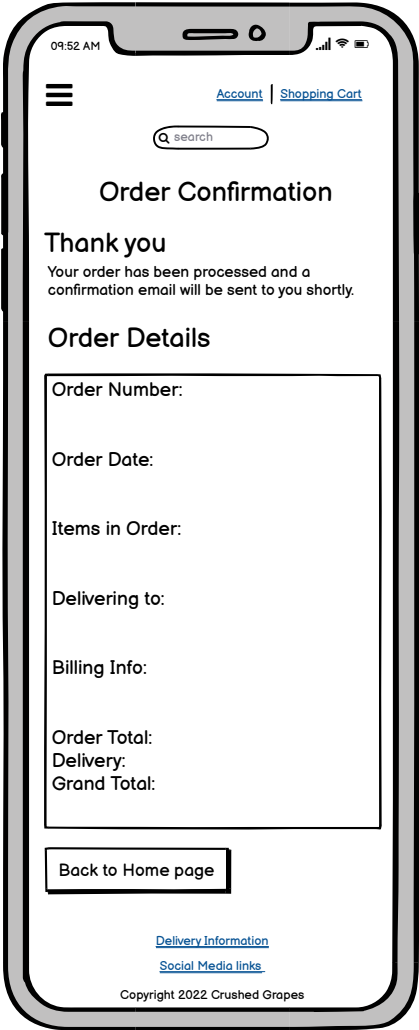 09:52 AM
Account | Shopping Cart
search
Order Confirmation
Thank you
Your order has been processed and a
confirmation email will be sent to you shortly.
Order Details
Order Number:
Order Date:
Items in Order:
Delivering to:
Billing Info:
Order Total:
Delivery:
Grand Total:
Back to Home page
Delivery Information
Social Media links
Copyright 2022 Crushed Grapes